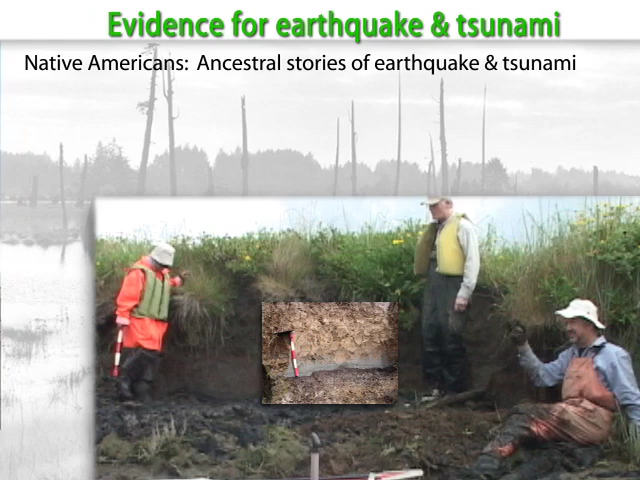 Evidence for earthquake & tsunami
Native Americans: Ancestral stories of earthquake & tsunami